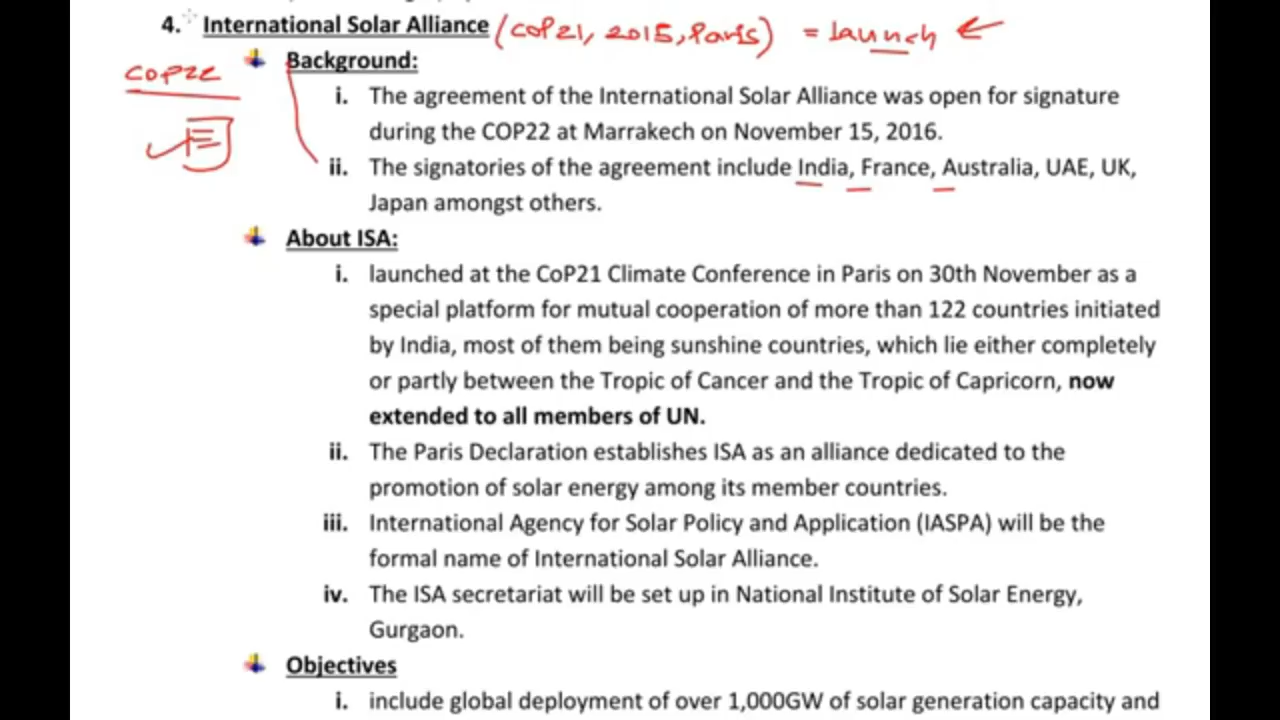 4. International Solar Alliance (COP21, 2015, Paris) = launch ←
COP22
Background:
i. The agreement of the International Solar Alliance was open for signature
during the COP22 at Marrakech on November 15, 2016.
ii. The signatories of the agreement include India, France, Australia, UAE, UK,
Japan amongst others.
About ISA:
i. launched at the CoP21 Climate Conference in Paris on 30th November as a
special platform for mutual cooperation of more than 122 countries initiated
by India, most of them being sunshine countries, which lie either completely
or partly between the Tropic of Cancer and the Tropic of Capricorn, now
extended to all members of UN.
ii. The Paris Declaration establishes ISA as an alliance dedicated to the
promotion of solar energy among its member countries.
iii. International Agency for Solar Policy and Application (IASPA) will be the
formal name of International Solar Alliance.
iv. The ISA secretariat will be set up in National Institute of Solar Energy,
Gurgaon.
Objectives
i. include global deployment of over 1,000GW of solar generation capacity and